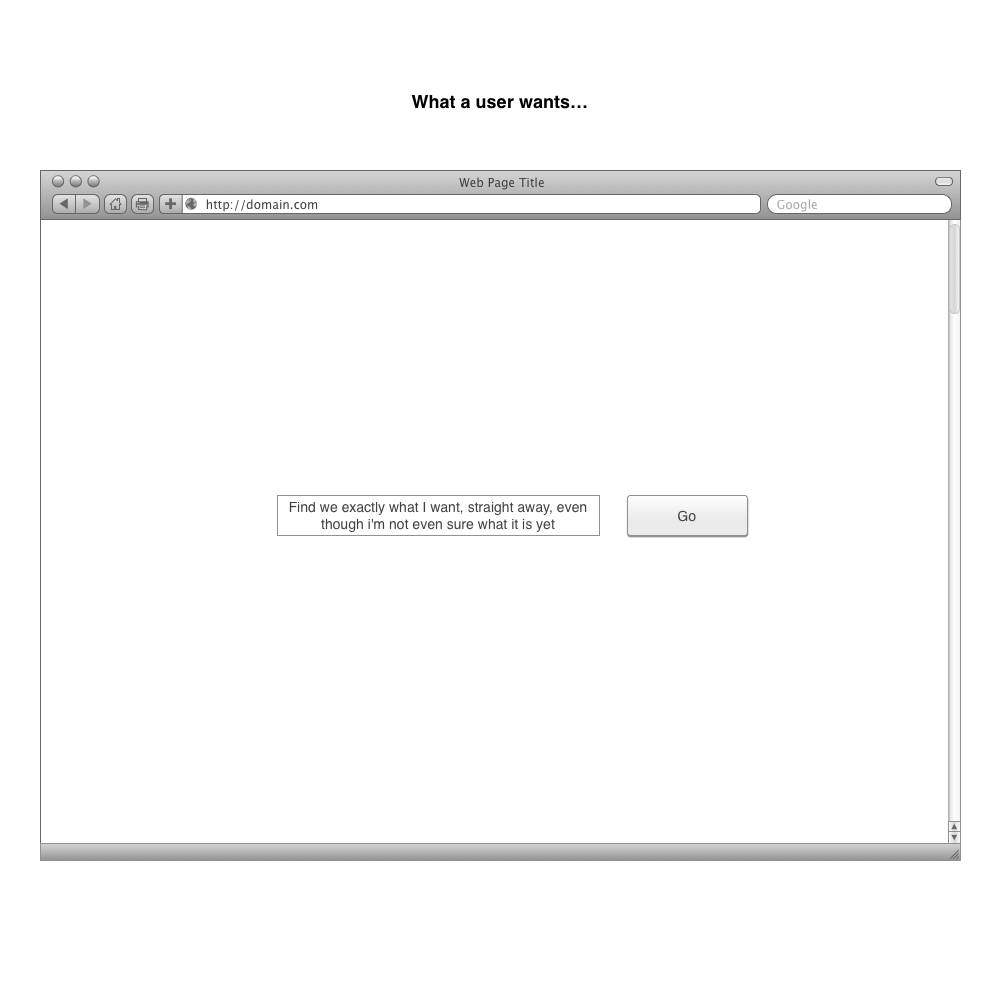 What a user wants...
Web Page Title
http://domain.com
Google
Find we exactly what I want, straight away, even
though i'm not even sure what it is yet
Go